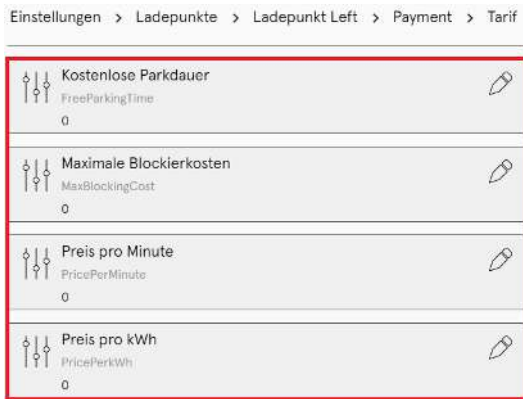 Einstellungen > Ladepunkte > Ladepunkt Left > Payment > Tarif
Kostenlose Parkdauer
FreeParkingTime
0
Maximale Blockierkosten
MaxBlockingCost
0
Preis pro Minute
PricePerMinute
0
Preis pro kWh
PricePerkWh
0